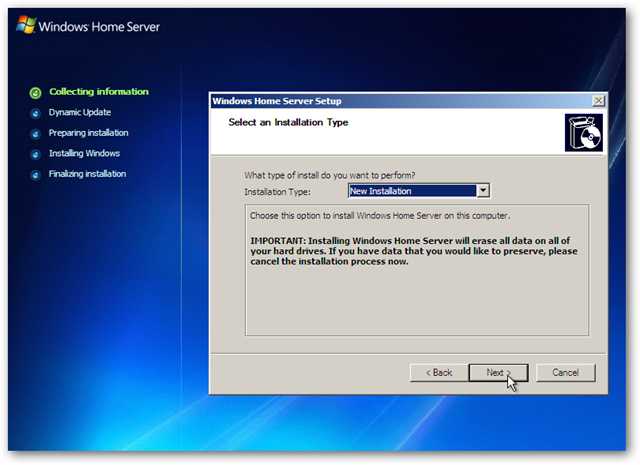 Windows Home Server
Collecting information
Dynamic Update
Preparing installation
Installing Windows
Finalizing installation
Windows Home Server Setup
Select an Installation Type
What type of install do you want to perform?
Installation Type: New Installation
Choose this option to install Windows Home Server on this computer.
IMPORTANT: Installing Windows Home Server will erase all data on all of
your hard drives. If you have data that you would like to preserve, please
cancel the installation process now.
< Back Next > Cancel